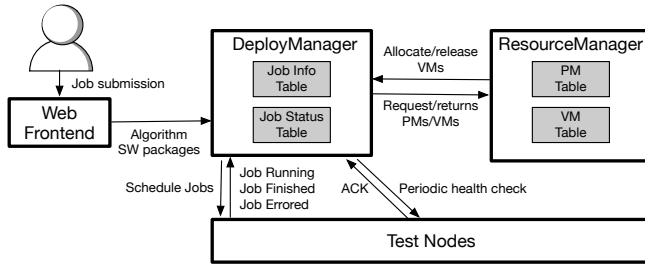 DeployManager
Job Info
Table
Job Status
Table
Allocate/release
VMs
Request/returns
PMs/VMs
ResourceManager
PM
Table
VM
Table
Job submission
Web
Frontend
Algorithm
SW packages
Schedule Jobs
Job Running
Job Finished
Job Errored
ACK
Periodic health check
Test Nodes